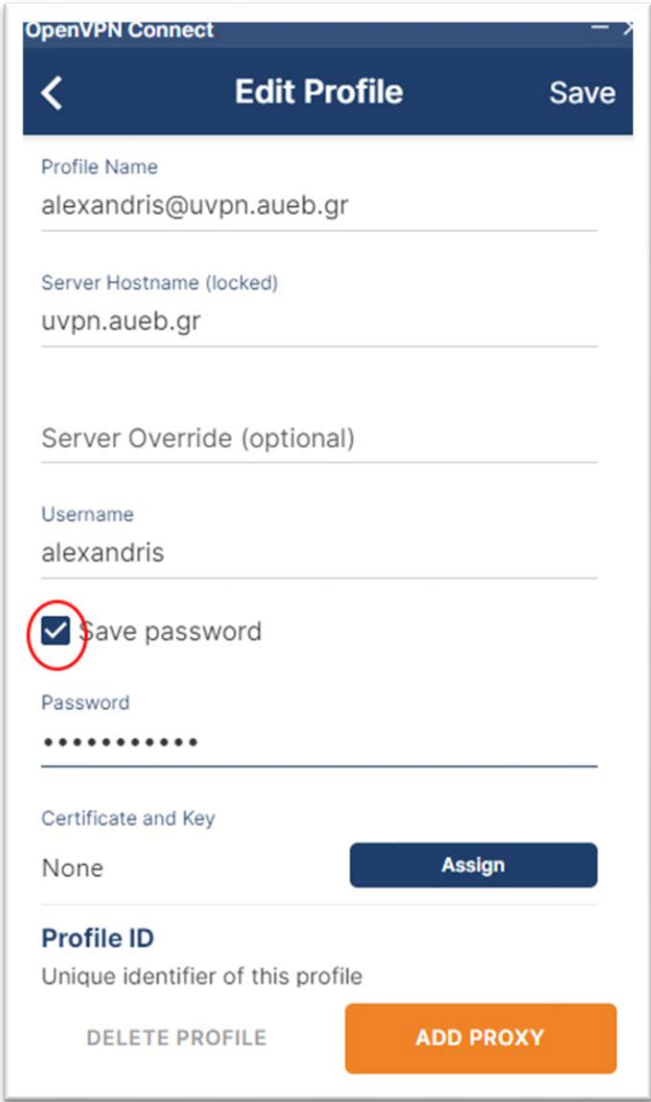 OpenVPN Connect
Edit Profile Save
Profile Name
alexandris@uvpn.aueb.gr
Server Hostname (locked)
uvpn.aueb.gr
Server Override (optional)
Username
alexandris
Save password
Password
•••••••••••
Certificate and Key
None Assign
Profile ID
Unique identifier of this profile
DELETE PROFILE ADD PROXY